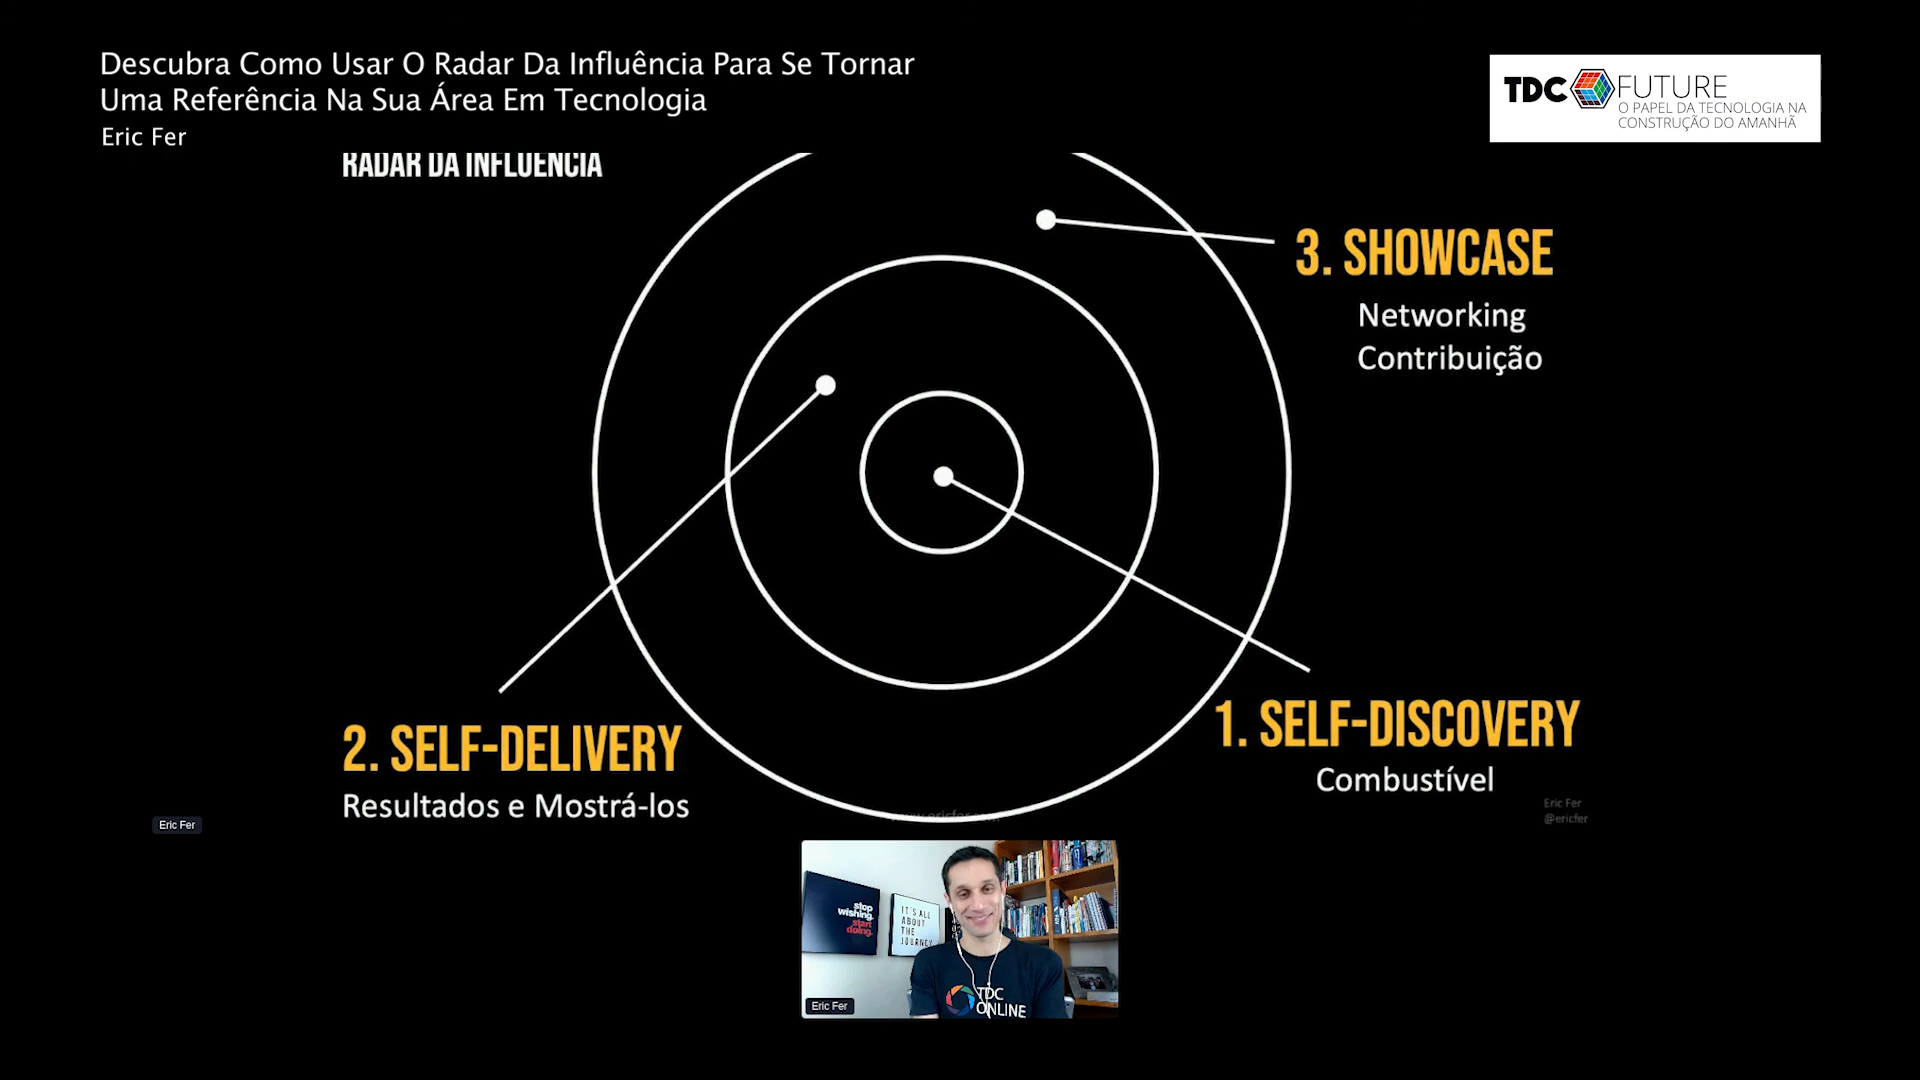 Descubra Como Usar O Radar Da Influência Para Se Tornar
Uma Referência Na Sua Área Em Tecnologia
Eric Fer
TDC FUTURE
O PAPEL DA TECNOLOGIA NA
CONSTRUÇÃO DO AMANHÃ
RADAR DA INFLUÊNCIA
3. SHOWCASE
Networking
Contribuição
2. SELF-DELIVERY
Resultados e Mostrá-los
1. SELF-DISCOVERY
Combustível
Eric Fer
@ericfer
Eric Fer
stop
wishing.
start
doing.
IT'S ALL
ABOUT
THE
JOURNEY
TDC
ONLINE
Eric Fer